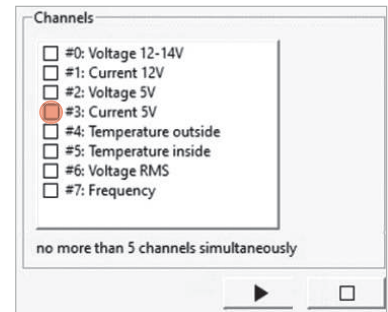 Channels
#0: Voltage 12-14V
#1: Current 12V
#2: Voltage 5V
#3: Current 5V
#4: Temperature outside
#5: Temperature inside
#6: Voltage RMS
#7: Frequency
no more than 5 channels simultaneously